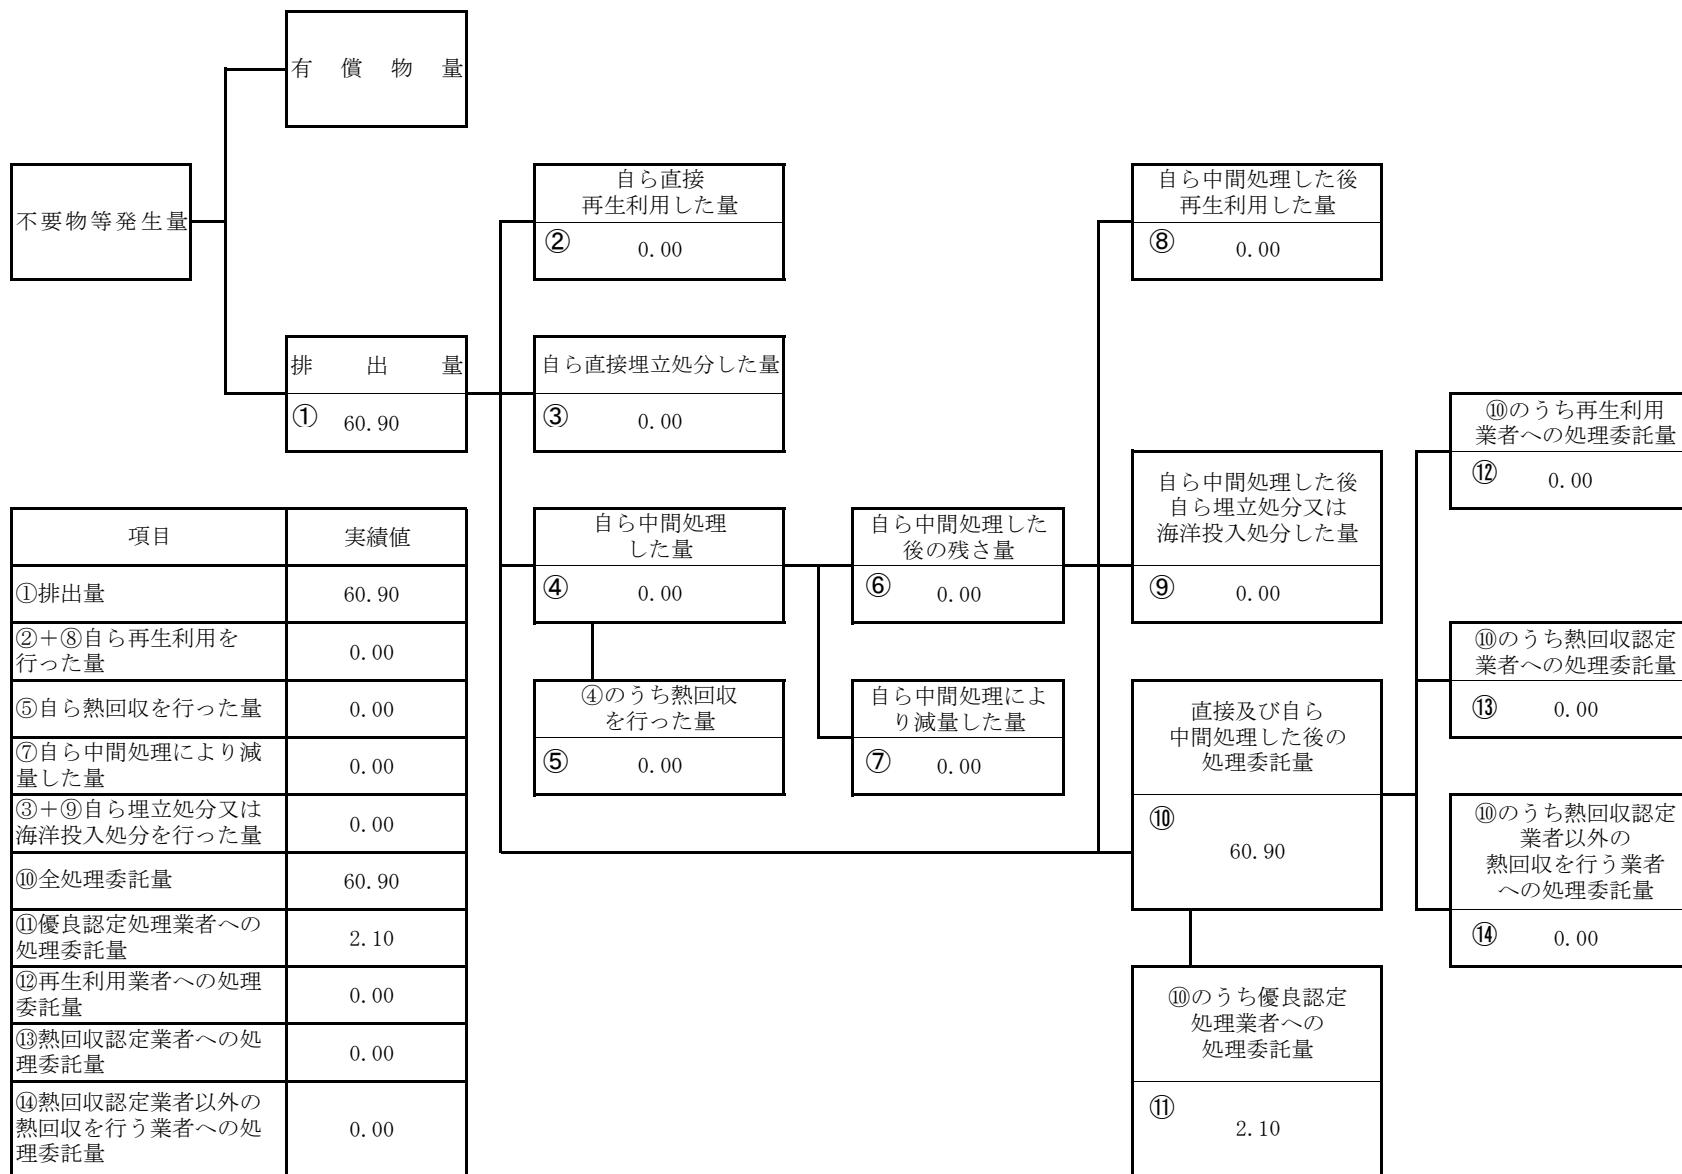 有償物量
不要物等発生量
排出量
① 60.90
自ら直接
再生利用した量
② 0.00
自ら直接埋立処分した量
③ 0.00
自ら中間処理
した量
④ 0.00
④のうち熱回収
を行った量
⑤ 0.00
自ら中間処理した
後の残さ量
⑥ 0.00
自ら中間処理によ
り減量した量
⑦ 0.00
自ら中間処理した後
再生利用した量
⑧ 0.00
自ら中間処理した後
自ら埋立処分又は
海洋投入処分した量
⑨ 0.00
直接及び自ら
中間処理した後の
処理委託量
⑩
60.90
⑩のうち優良認定
処理業者への
処理委託量
⑪
2.10
⑩のうち再生利用
業者への処理委託量
⑫ 0.00
⑩のうち熱回収認定
業者への処理委託量
⑬ 0.00
⑩のうち熱回収認定
業者以外の
熱回収を行う業者
への処理委託量
⑭ 0.00
項目 実績値
①排出量 60.90
②＋⑧自ら再生利用を
行った量 0.00
⑤自ら熱回収を行った量 0.00
⑦自ら中間処理により減
量した量 0.00
③＋⑨自ら埋立処分又は
海洋投入処分を行った量 0.00
⑩全処理委託量 60.90
⑪優良認定処理業者への
処理委託量 2.10
⑫再生利用業者への処理
委託量 0.00
⑬熱回収認定業者への処
理委託量 0.00
⑭熱回収認定業者以外の
熱回収を行う業者への処 0.00
理委託量